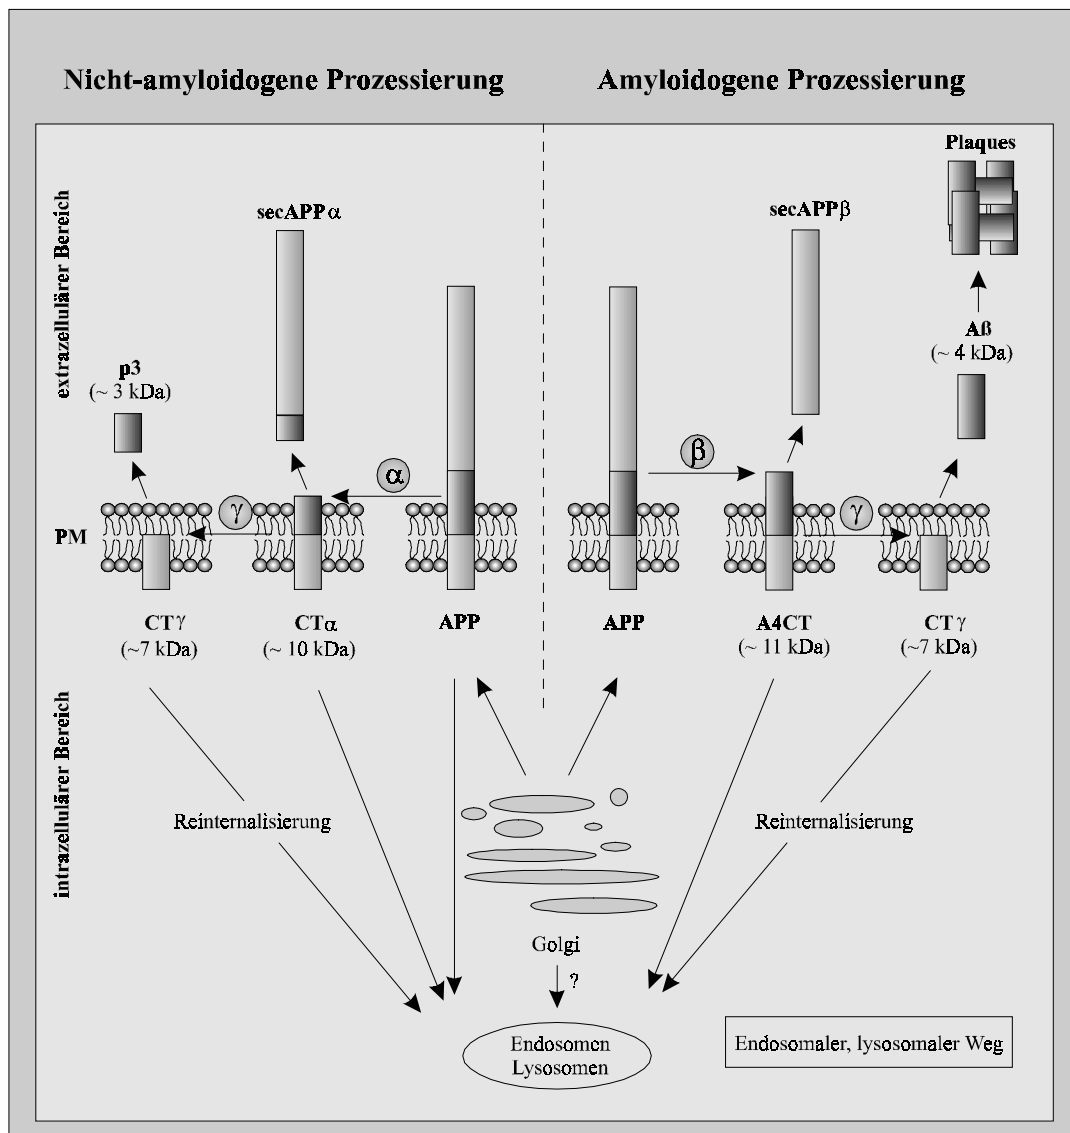 Nicht-amyloidogene Prozessierung
Amyloidogene Prozessierung
extrazellulärer Bereich
intrazellulärer Bereich
Plaques
secAPPα
secAPPβ
Aß
(~ 4 kDa)
p3
(~ 3 kDa)
α
β
γ
γ
PM
CTγ
(~7 kDa)
CTα
(~ 10 kDa)
APP
APP
A4CT
(~ 11 kDa)
CTγ
(~7 kDa)
Reinternalisierung
Reinternalisierung
Golgi
?
Endosomen
Lysosomen
Endosomaler, lysosomaler Weg